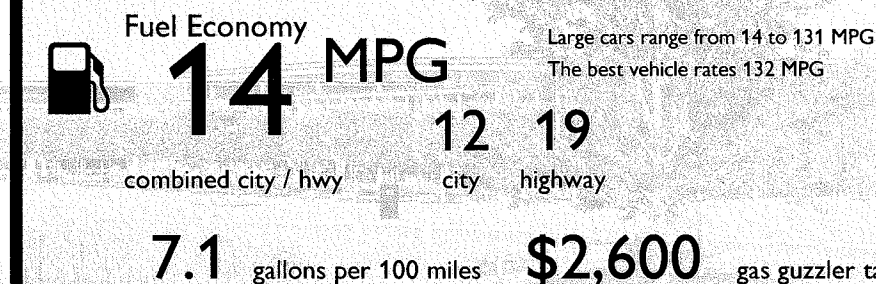 Fuel Economy
14 MPG
Large cars range from 14 to 131 MPG
The best vehicle rates 132 MPG
12 19
combined city / hwy city highway
7.1 gallons per 100 miles $2,600 gas guzzler